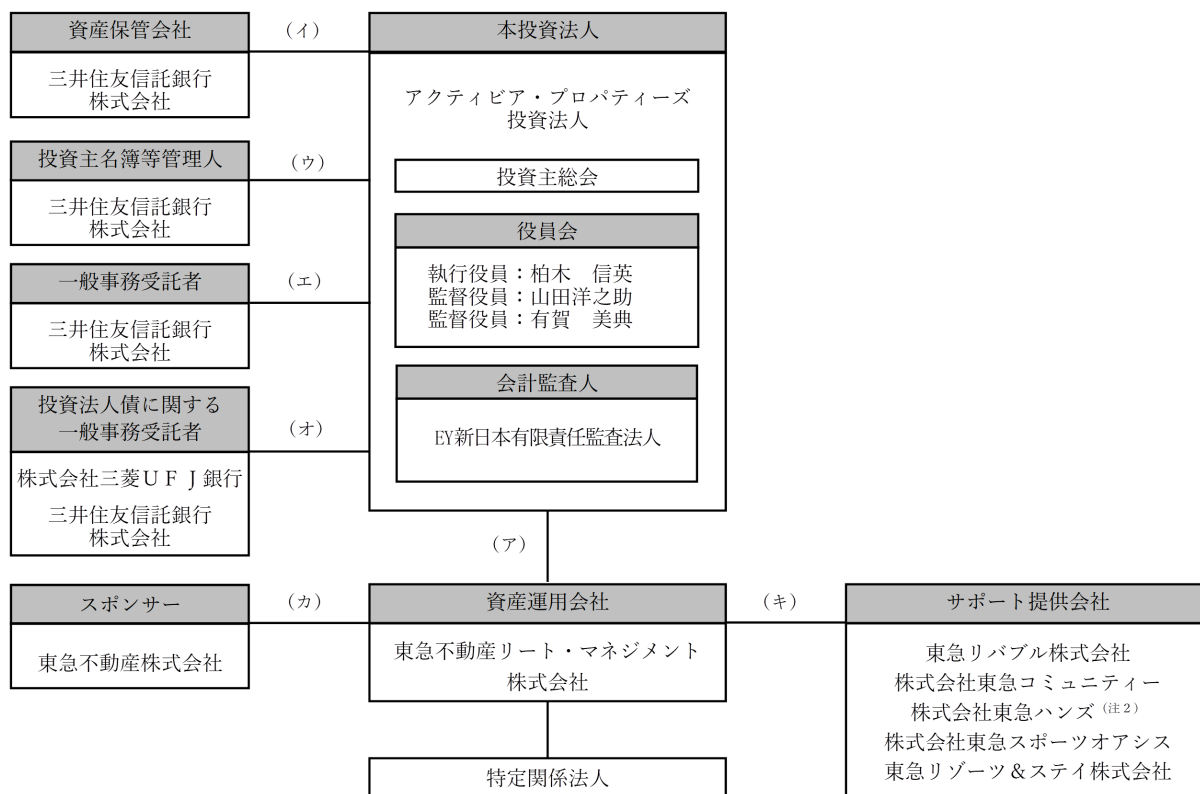 資産保管会社
三井住友信託銀行
株式会社
（イ）
投資主名簿等管理人
三井住友信託銀行
株式会社
（ウ）
一般事務受託者
三井住友信託銀行
株式会社
（エ）
投資法人債に関する
一般事務受託者
株式会社三菱ＵＦＪ銀行
三井住友信託銀行
株式会社
（オ）
本投資法人
アクティビア・プロパティーズ
投資法人
投資主総会
役員会
執行役員：柏木　信英
監督役員：山田洋之助
監督役員：有賀　美典
会計監査人
EY新日本有限責任監査法人
（ア）
スポンサー
東急不動産株式会社
（カ）
資産運用会社
東急不動産リート・マネジメント
株式会社
（キ）
サポート提供会社
東急リバブル株式会社
株式会社東急コミュニティー
株式会社東急ハンズ（注２）
株式会社東急スポーツオアシス
東急リゾーツ＆ステイ株式会社
特定関係法人